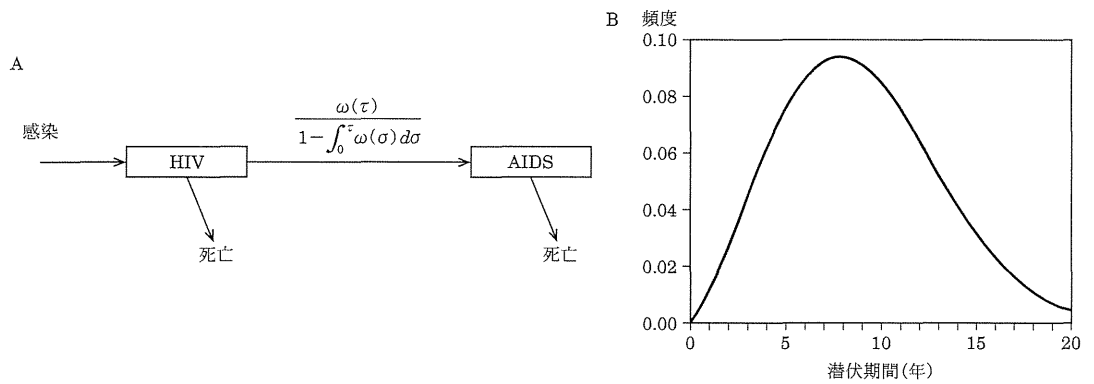 A
感染
HIV
ω(τ)
1−∫₀^τ ω(σ)dσ
AIDS
死亡
死亡
B 頻度
0.10
0.08
0.06
0.04
0.02
0.00
0 5 10 15 20
潜伏期間(年)